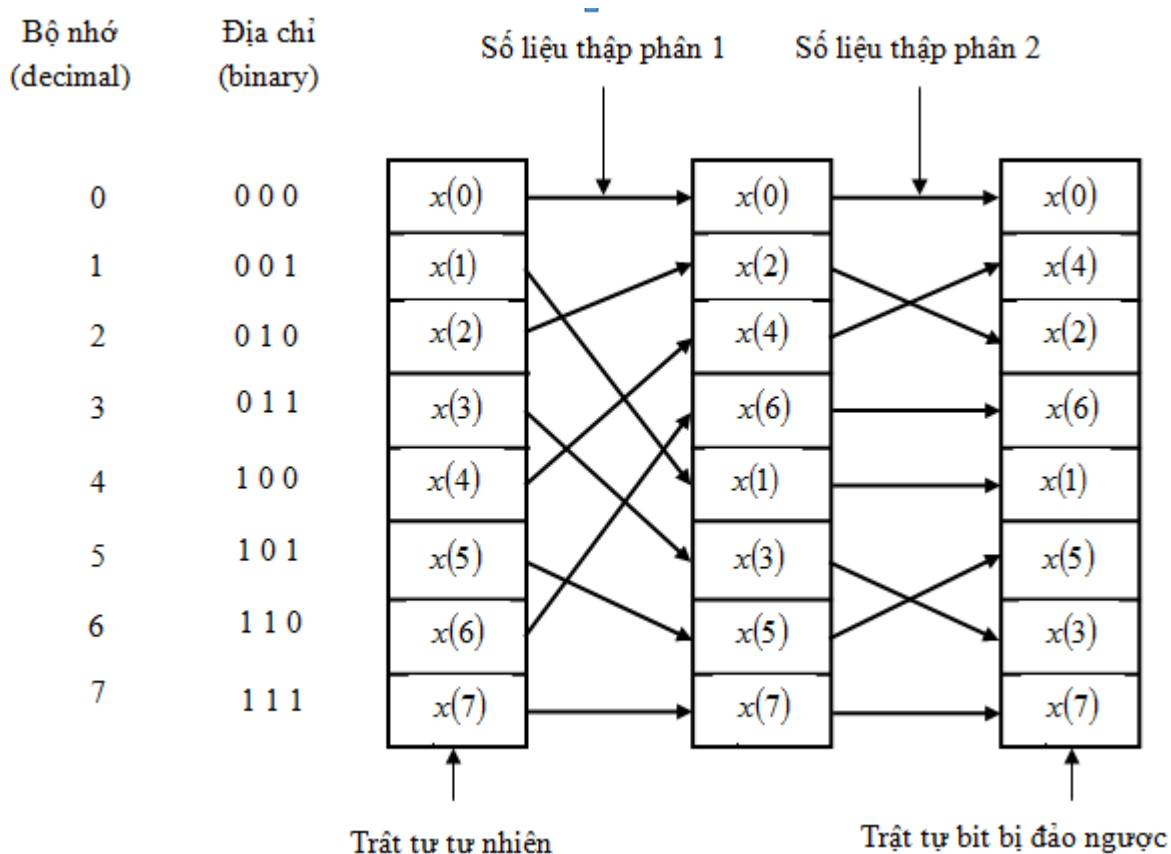 Bộ nhớ
(decimal)
Địa chỉ
(binary)
Số liệu thập phân 1
Số liệu thập phân 2
0 0 0 0 x(0) x(0) x(0)
1 0 0 1 x(1) x(2) x(4)
2 0 1 0 x(2) x(4) x(2)
3 0 1 1 x(3) x(6) x(6)
4 1 0 0 x(4) x(1) x(1)
5 1 0 1 x(5) x(3) x(5)
6 1 1 0 x(6) x(5) x(3)
7 1 1 1 x(7) x(7) x(7)
Trât tư tư nhiên
Trật tự bit bị đảo ngược